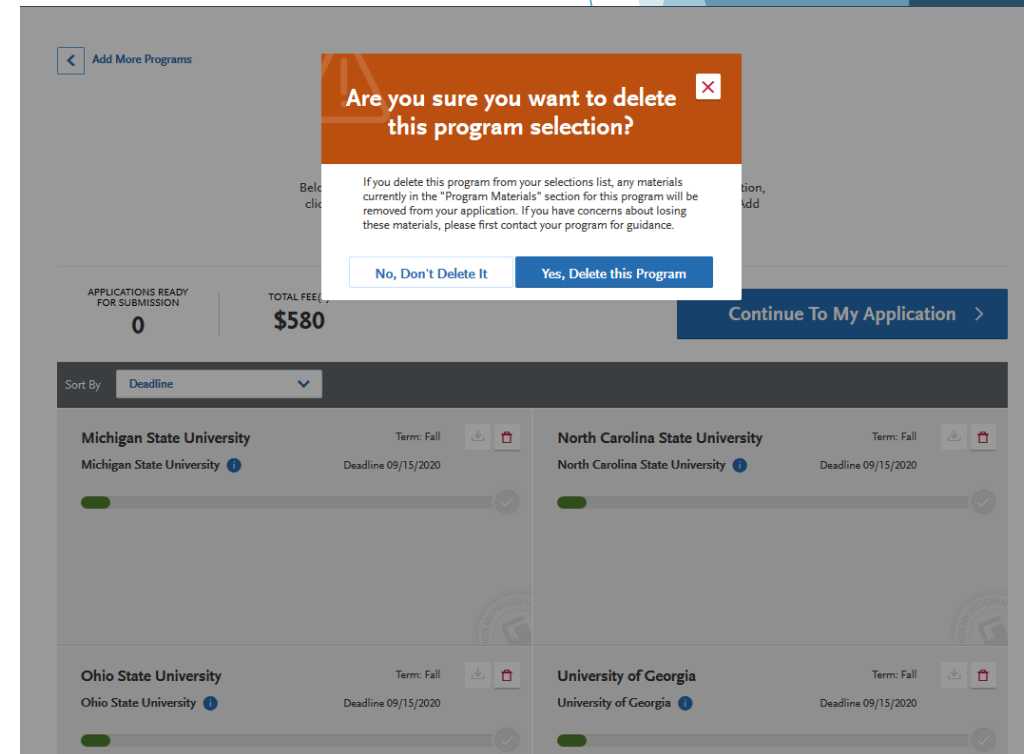 Add More Programs
Are you sure you want to delete
this program selection?
If you delete this program from your selections list, any materials
currently in the "Program Materials" section for this program will be
removed from your application. If you have concerns about losing
these materials, please first contact your program for guidance.
No, Don't Delete It
Yes, Delete this Program
APPLICATIONS READY
FOR SUBMISSION
0
TOTAL FEE
$580
Continue To My Application
Sort By
Deadline
Michigan State University
Term: Fall
Michigan State University
Deadline 09/15/2020
North Carolina State University
Term: Fall
North Carolina State University
Deadline 09/15/2020
Ohio State University
Term: Fall
Ohio State University
Deadline 09/15/2020
University of Georgia
Term: Fall
University of Georgia
Deadline 09/15/2020